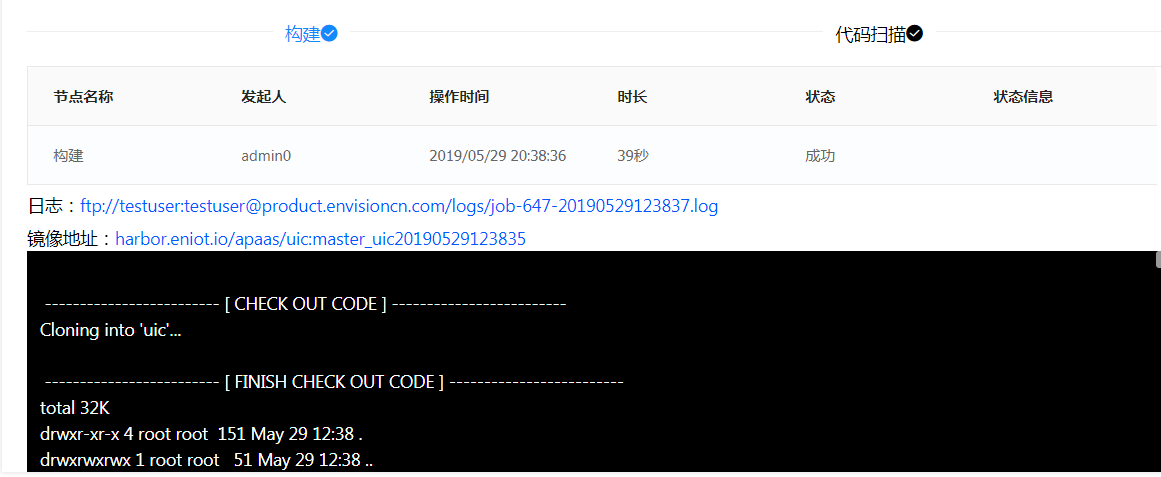 构建 代码扫描
节点名称 发起人 操作时间 时长 状态 状态信息
构建 admin0 2019/05/29 20:38:36 39秒 成功
日志：ftp://testuser:testuser@product.envisioncn.com/logs/job-647-20190529123837.log
镜像地址：harbor.eniot.io/apaas/uic:master_uic20190529123835
------------------------- [ CHECK OUT CODE ] -------------------------
Cloning into 'uic'...
------------------------- [ FINISH CHECK OUT CODE ] -------------------------
total 32K
drwxr-xr-x 4 root root  151 May 29 12:38 .
drwxrwxrwx 1 root root   51 May 29 12:38 ..